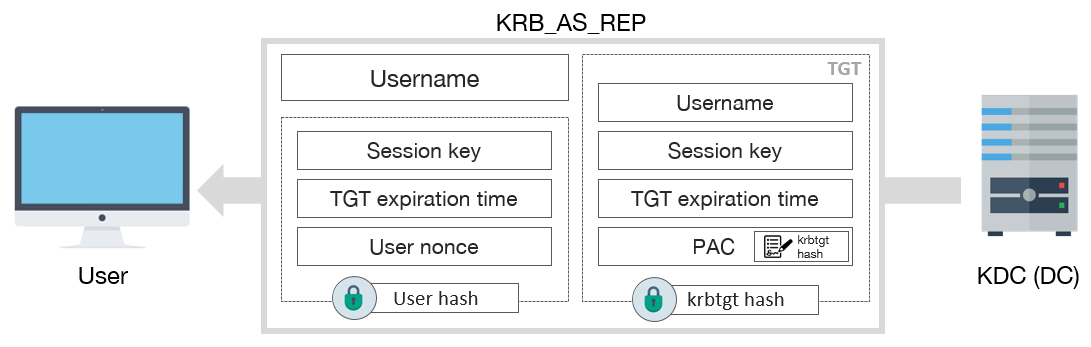 KRB_AS_REP
Username
Session key
TGT expiration time
User nonce
User hash
TGT
Username
Session key
TGT expiration time
PAC
krbtgt
hash
krbtgt hash
User
KDC (DC)